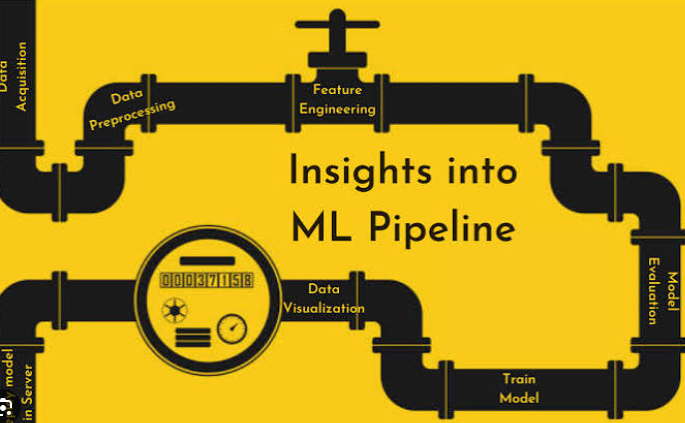 Data
Acquisition
Data
Preprocessing
Feature
Engineering
Insights into
ML Pipeline
Model
Evaluation
Train
Model
Data
Visualization
00037158
model
in Server